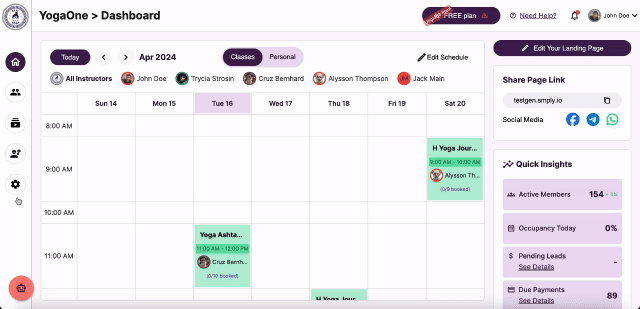 YogaOne > Dashboard
FREE plan
Need Help?
John Doe
Today
Apr 2024
Classes
Personal
Edit Schedule
All Instructors
John Doe
Trycia Strosin
Cruz Bernhard
Alysson Thompson
Jack Main
Sun 14
Mon 15
Tue 16
Wed 17
Thu 18
Fri 19
Sat 20
8:00 AM
9:00 AM
10:00 AM
11:00 AM
H Yoga Jour...
9:00 AM - 10:00 AM
Alysson Th...
(0/9 booked)
Yoga Ashta...
11:00 AM - 12:00 PM
Cruz Bernh...
(0/10 booked)
H Yoga Jour...
Edit Your Landing Page
Share Page Link
testgen.smply.io
Social Media
Quick Insights
Active Members
154
Occupancy Today
0%
Pending Leads
-
See Details
Due Payments
89
See Details